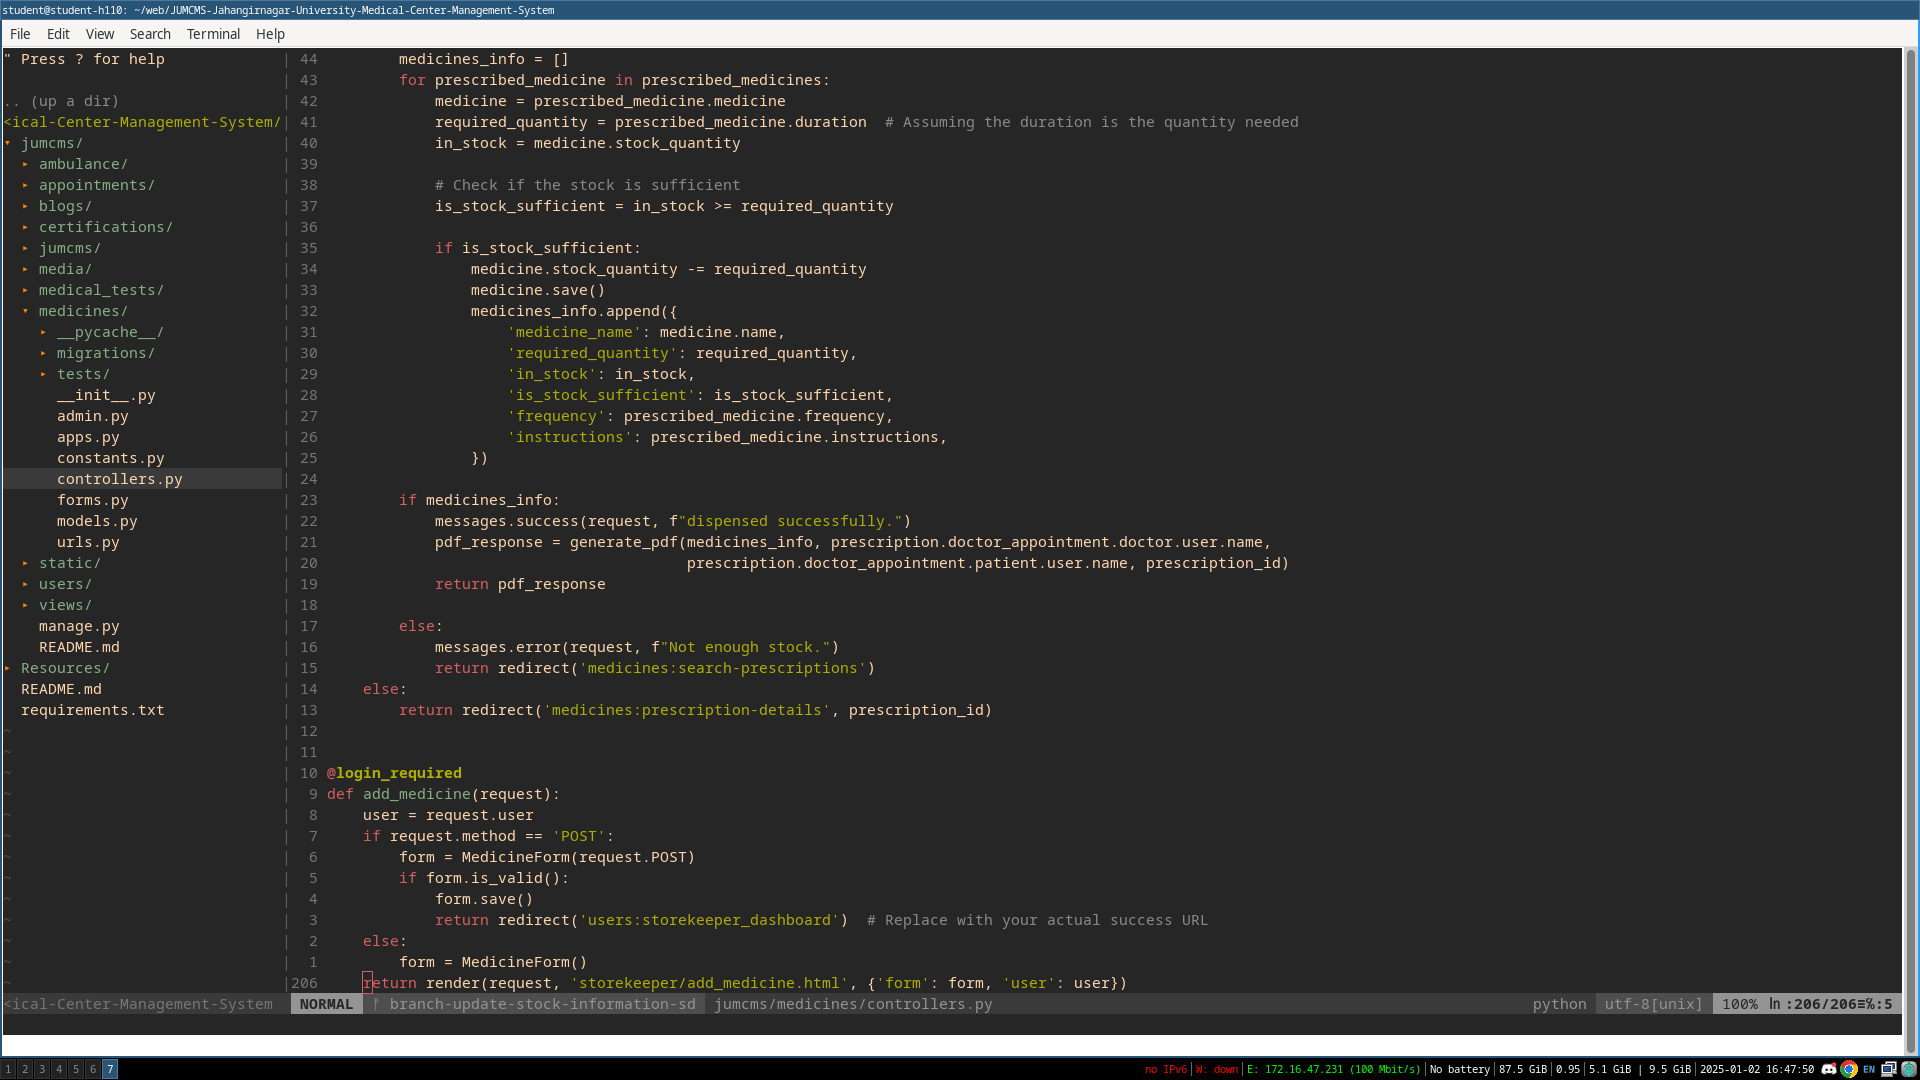 student@student-h110: ~/web/JUMCMS-Jahangirnagar-University-Medical-Center-Management-System
File Edit View Search Terminal Help
" Press ? for help
.. (up a dir)
<ical-Center-Management-System/
▾ jumcms/
▸ ambulance/
▸ appointments/
▸ blogs/
▸ certifications/
▸ jumcms/
▸ media/
▸ medical_tests/
▾ medicines/
▸ __pycache__/
▸ migrations/
▸ tests/
__init__.py
admin.py
apps.py
constants.py
controllers.py
forms.py
models.py
urls.py
▸ static/
▸ users/
▸ views/
manage.py
README.md
▸ Resources/
README.md
requirements.txt
~
~
~
~
~
~
~
~
~
~
~
~
~
44         medicines_info = []
43         for prescribed_medicine in prescribed_medicines:
42             medicine = prescribed_medicine.medicine
41             required_quantity = prescribed_medicine.duration  # Assuming the duration is the quantity needed
40             in_stock = medicine.stock_quantity
39
38             # Check if the stock is sufficient
37             is_stock_sufficient = in_stock >= required_quantity
36
35             if is_stock_sufficient:
34                 medicine.stock_quantity -= required_quantity
33                 medicine.save()
32                 medicines_info.append({
31                     'medicine_name': medicine.name,
30                     'required_quantity': required_quantity,
29                     'in_stock': in_stock,
28                     'is_stock_sufficient': is_stock_sufficient,
27                     'frequency': prescribed_medicine.frequency,
26                     'instructions': prescribed_medicine.instructions,
25                 })
24
23         if medicines_info:
22             messages.success(request, f"dispensed successfully.")
21             pdf_response = generate_pdf(medicines_info, prescription.doctor_appointment.doctor.user.name,
20                                         prescription.doctor_appointment.patient.user.name, prescription_id)
19             return pdf_response
18
17         else:
16             messages.error(request, f"Not enough stock.")
15             return redirect('medicines:search-prescriptions')
14     else:
13         return redirect('medicines:prescription-details', prescription_id)
12
11
10 @login_required
9 def add_medicine(request):
8     user = request.user
7     if request.method == 'POST':
6         form = MedicineForm(request.POST)
5         if form.is_valid():
4             form.save()
3             return redirect('users:storekeeper_dashboard')  # Replace with your actual success URL
2     else:
1         form = MedicineForm()
206     return render(request, 'storekeeper/add_medicine.html', {'form': form, 'user': user})
<ical-Center-Management-System NORMAL branch-update-stock-information-sd jumcms/medicines/controllers.py python utf-8[unix] 100% ㏑:206/206≡℅:5
1 2 3 4 5 6 7 no IPv6 | W: down | E: 172.16.47.231 (100 Mbit/s) | No battery | 87.5 GiB | 0.95 | 5.1 GiB | 9.5 GiB | 2025-01-02 16:47:50 EN